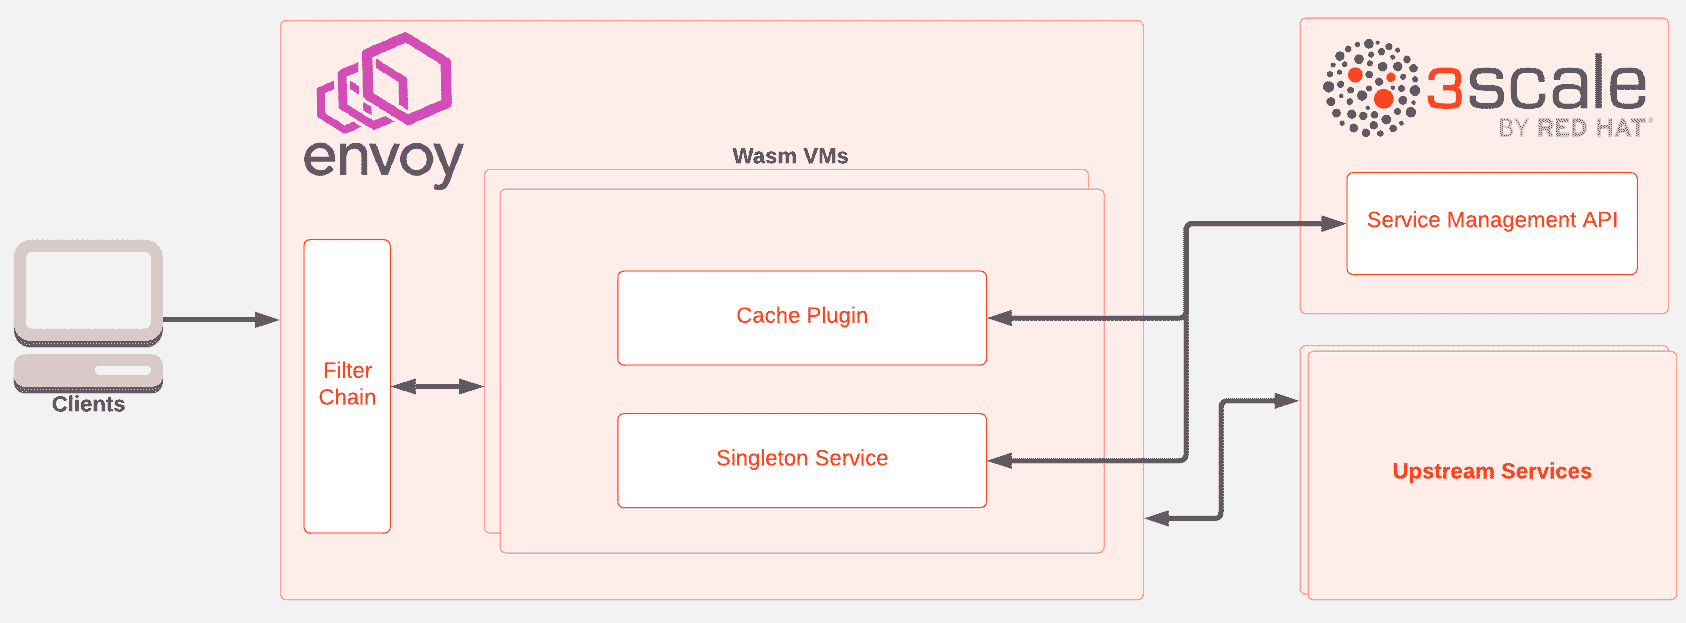 envoy
Wasm VMs
Clients
Filter
Chain
Cache Plugin
Singleton Service
3scale
BY RED HAT
Service Management API
Upstream Services